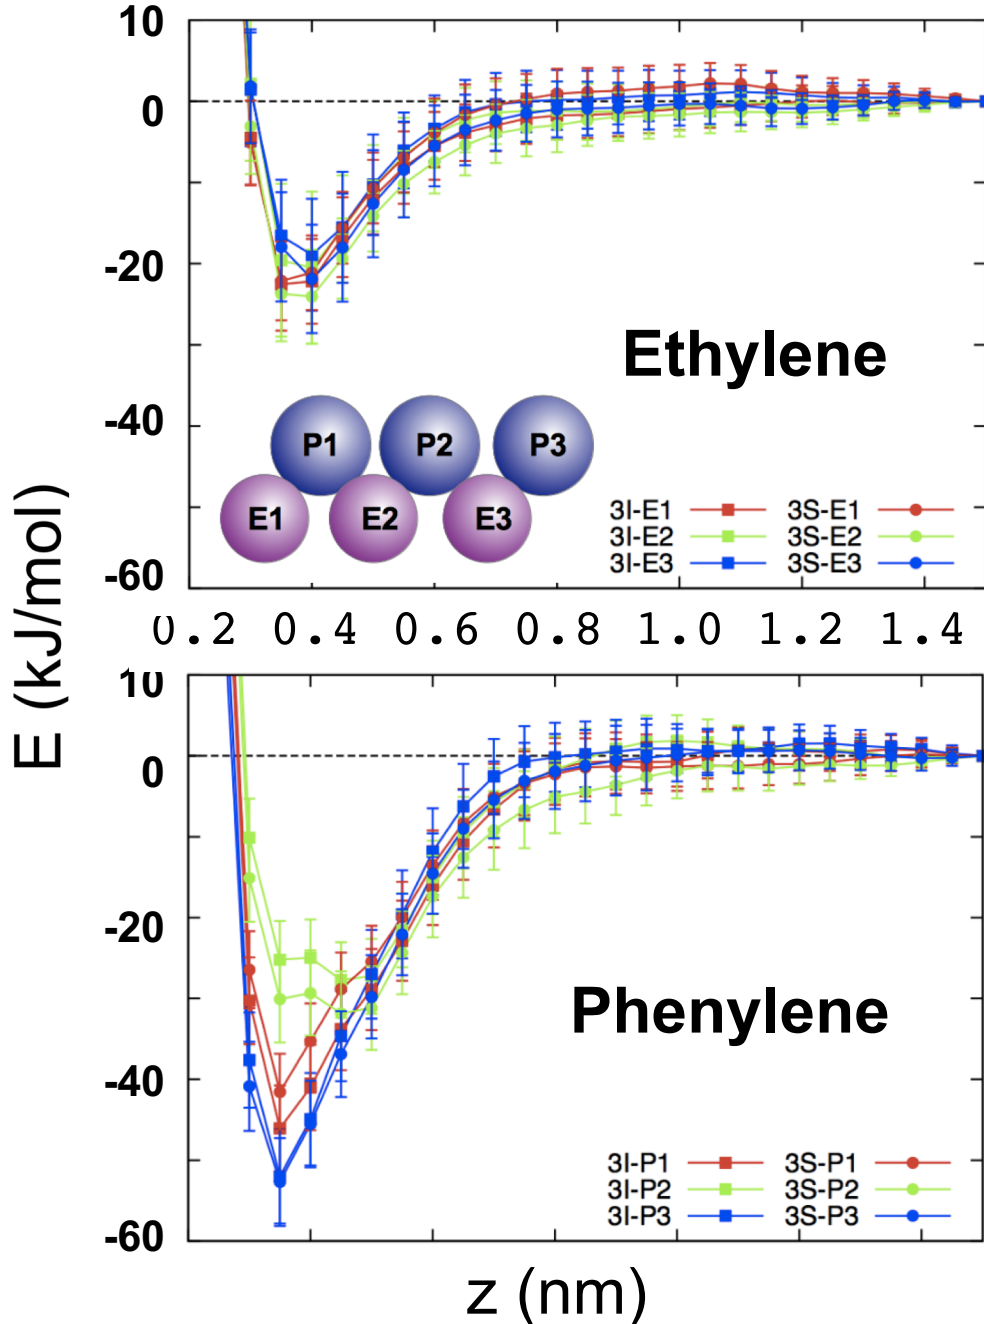 10
0
-20
-40
-60
Ethylene
P1 P2 P3
E1 E2 E3
3I-E1 3S-E1
3I-E2 3S-E2
3I-E3 3S-E3
0.2 0.4 0.6 0.8 1.0 1.2 1.4
E (kJ/mol)
10
0
-20
-40
-60
Phenylene
3I-P1 3S-P1
3I-P2 3S-P2
3I-P3 3S-P3
z (nm)